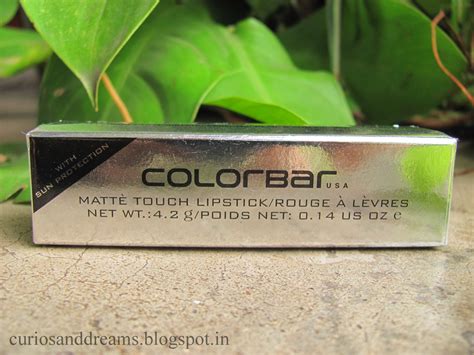 WITH
SUN PROTECTION
COLORBAR USA
MATTÈ TOUCH LIPSTICK/ROUGE À LÈVRES
NET WT.:4.2 g/POIDS NET: 0.14 US OZ e
curiosanddreams.blogspot.in